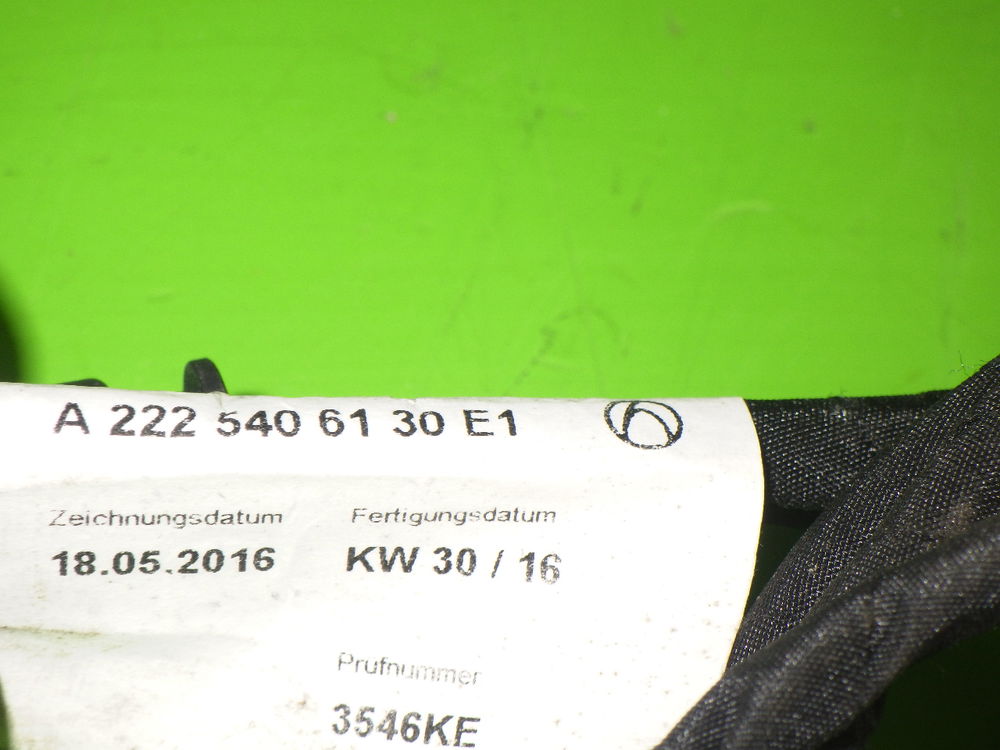 A 222 540 61 30 E1
Zeichnungsdatum Fertigungsdatum
18.05.2016 KW 30 / 16
Prufnummer
3546KE